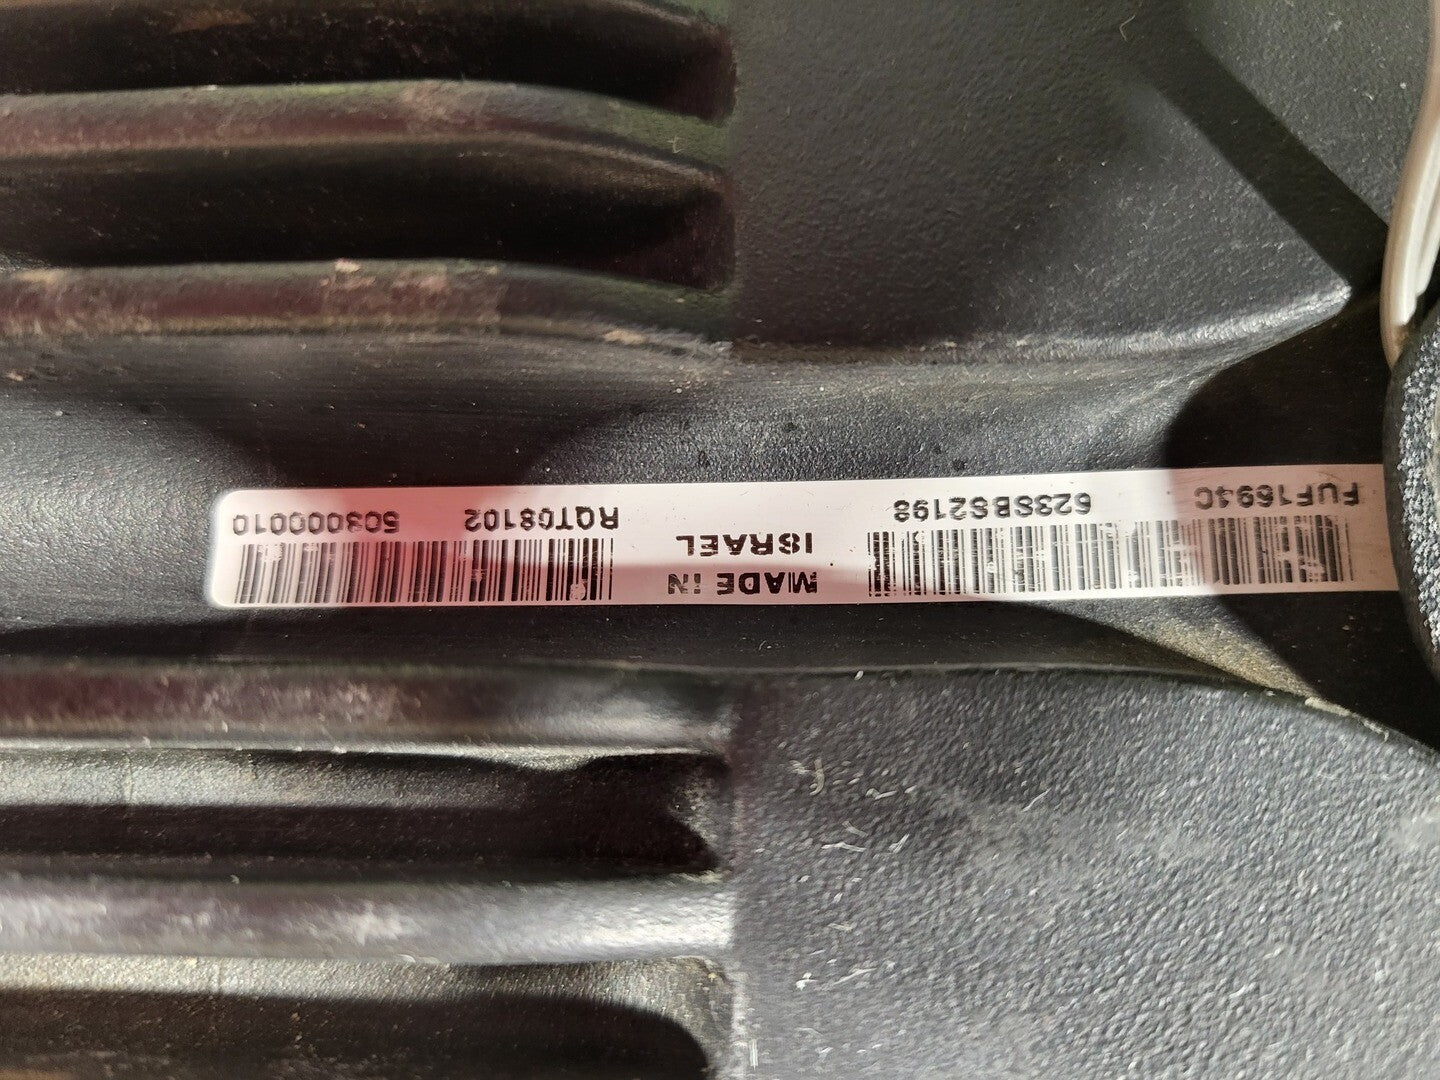 FUF1694C 623SBS2198
MADE IN
ISRAEL
RQT08102 503000010